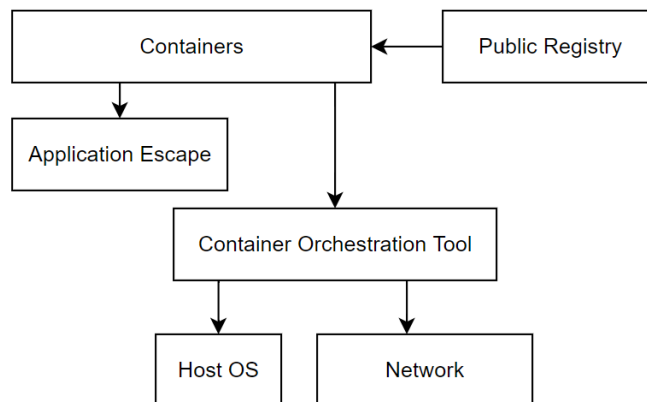 Containers
Public Registry
Application Escape
Container Orchestration Tool
Host OS
Network